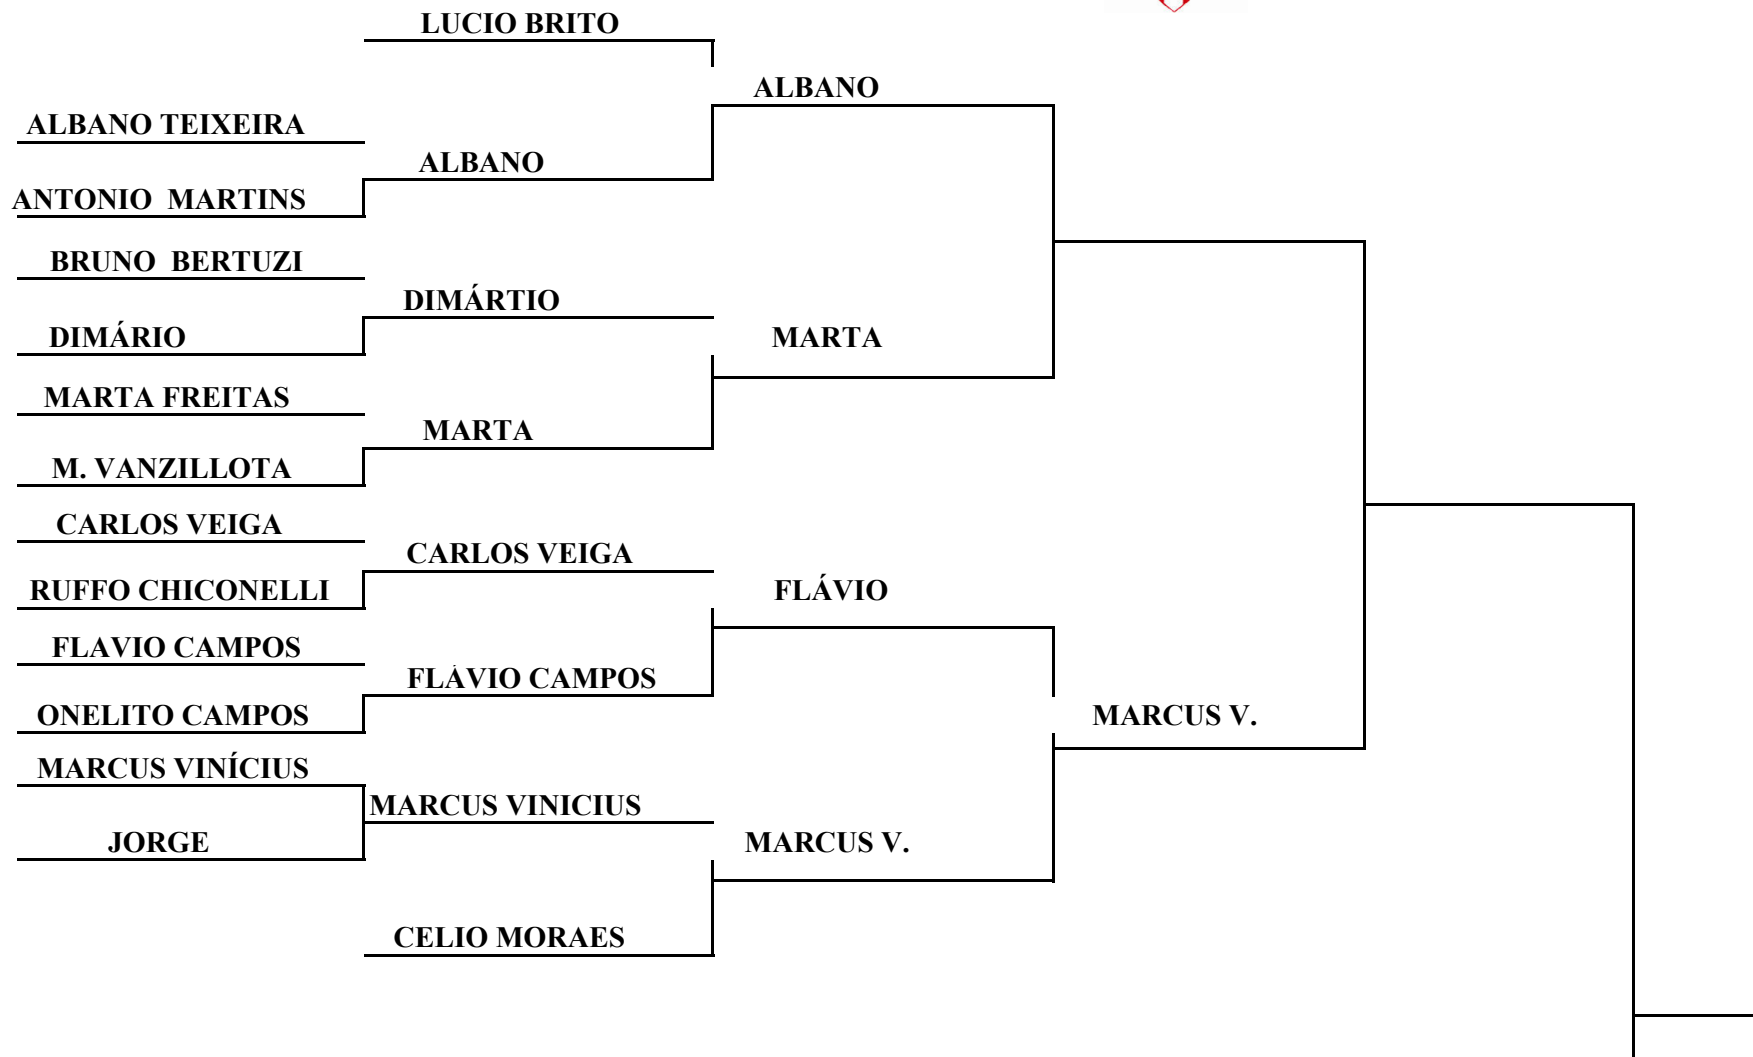 LUCIO BRITO
ALBANO
ALBANO TEIXEIRA
ALBANO
ANTONIO MARTINS
BRUNO BERTUZI
DIMÁRTIO
DIMÁRIO
MARTA
MARTA FREITAS
MARTA
M. VANZILLOTA
CARLOS VEIGA
CARLOS VEIGA
RUFFO CHICONELLI
FLÁVIO
FLAVIO CAMPOS
FLÁVIO CAMPOS
ONELITO CAMPOS
MARCUS V.
MARCUS VINÍCIUS
MARCUS VINICIUS
JORGE
MARCUS V.
CELIO MORAES